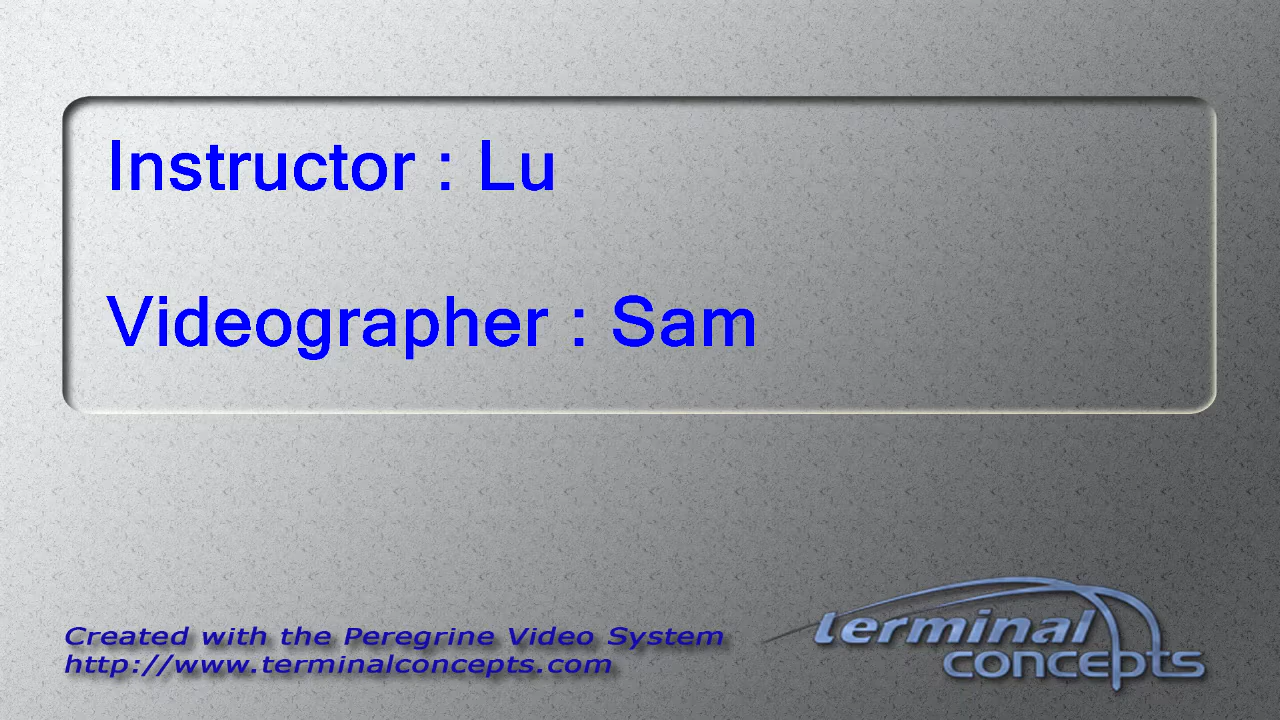 Instructor : Lu
Videographer : Sam
Created with the Peregrine Video System
http://www.terminalconcepts.com
terminal
concepts